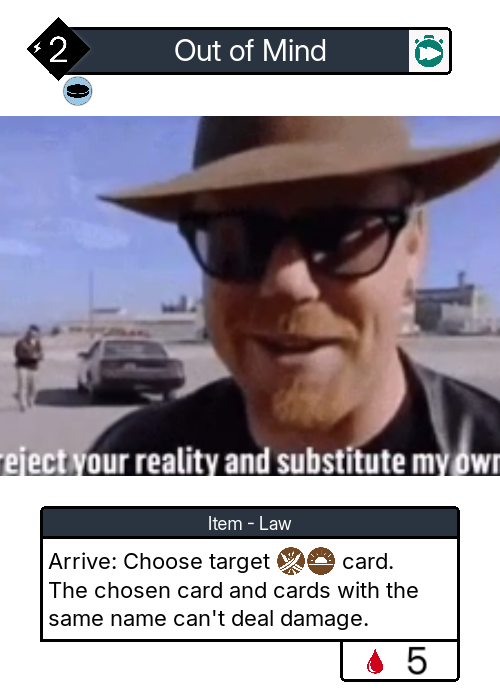 2
Out of Mind
reject your reality and substitute my own
Item - Law
Arrive: Choose target card.
The chosen card and cards with the
same name can't deal damage.
5